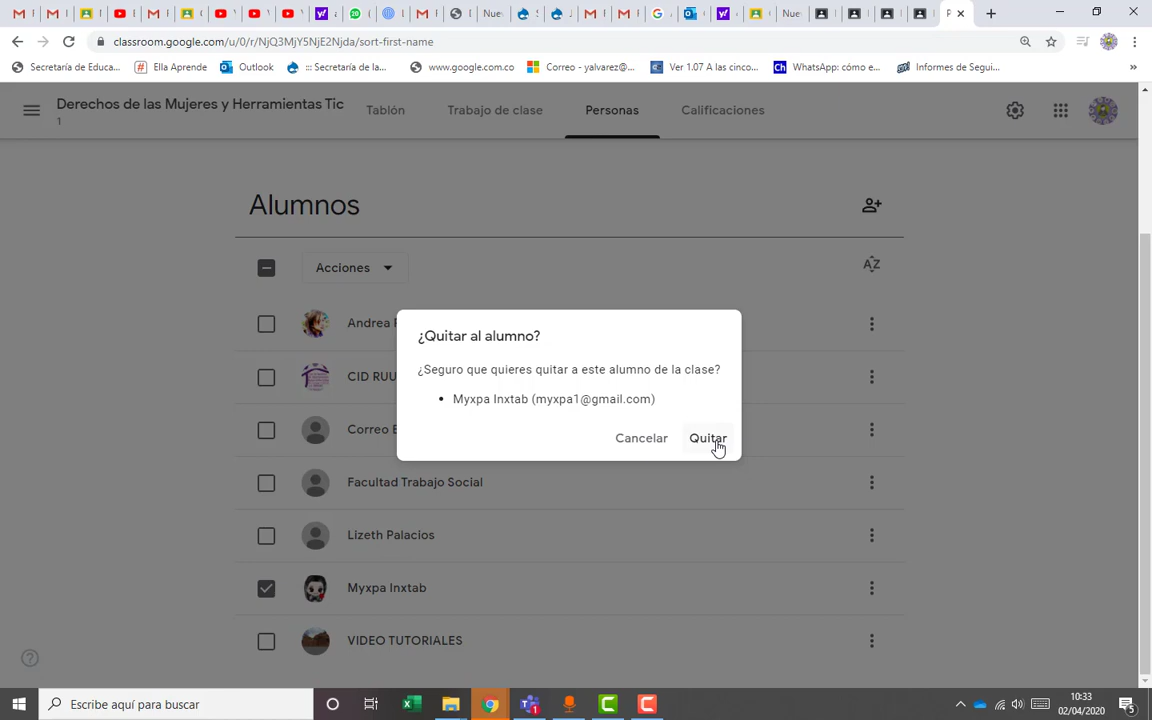 classroom.google.com/u/0/r/NjQ3MjY5NjE2Njda/sort-first-name
Secretaría de Educa...
Ella Aprende
Outlook
::: Secretaría de la...
www.google.com.co
Correo - yalvarez@...
Ver 1.07 A las cinco...
WhatsApp: cómo e...
Informes de Segui...
»
Derechos de las Mujeres y Herramientas Tic
1
Tablón
Trabajo de clase
Personas
Calificaciones
Alumnos
Acciones
AZ
Andrea
CID RUU
Correo
Facultad Trabajo Social
Lizeth Palacios
Myxpa Inxtab
VIDEO TUTORIALES
¿Quitar al alumno?
¿Seguro que quieres quitar a este alumno de la clase?
• Myxpa Inxtab (myxpa1@gmail.com)
Cancelar
Quitar
Escribe aquí para buscar
10:33
02/04/2020
5